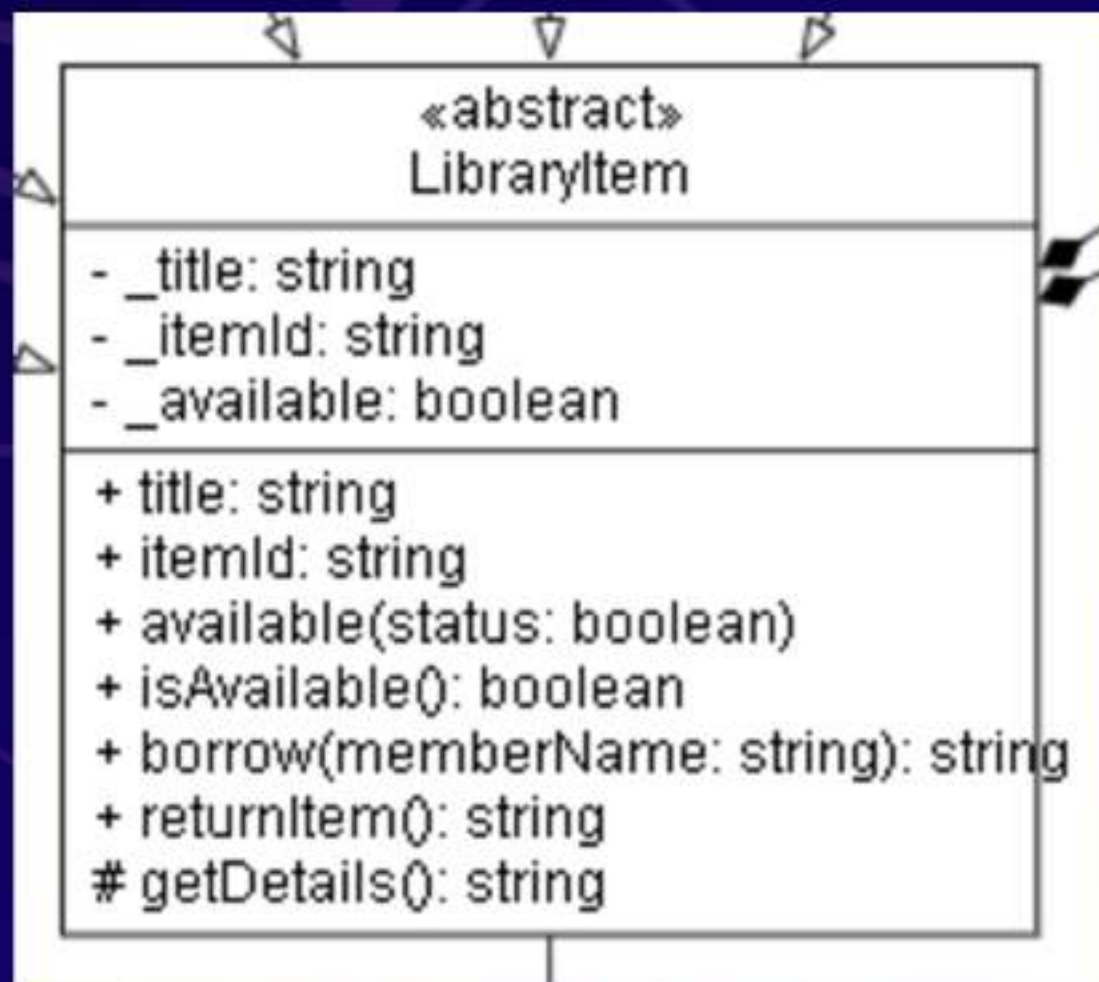 «abstract»
LibraryItem
- _title: string
- _itemId: string
- _available: boolean
+ title: string
+ itemId: string
+ available(status: boolean)
+ isAvailable(): boolean
+ borrow(memberName: string): string
+ returnItem(): string
# getDetails(): string